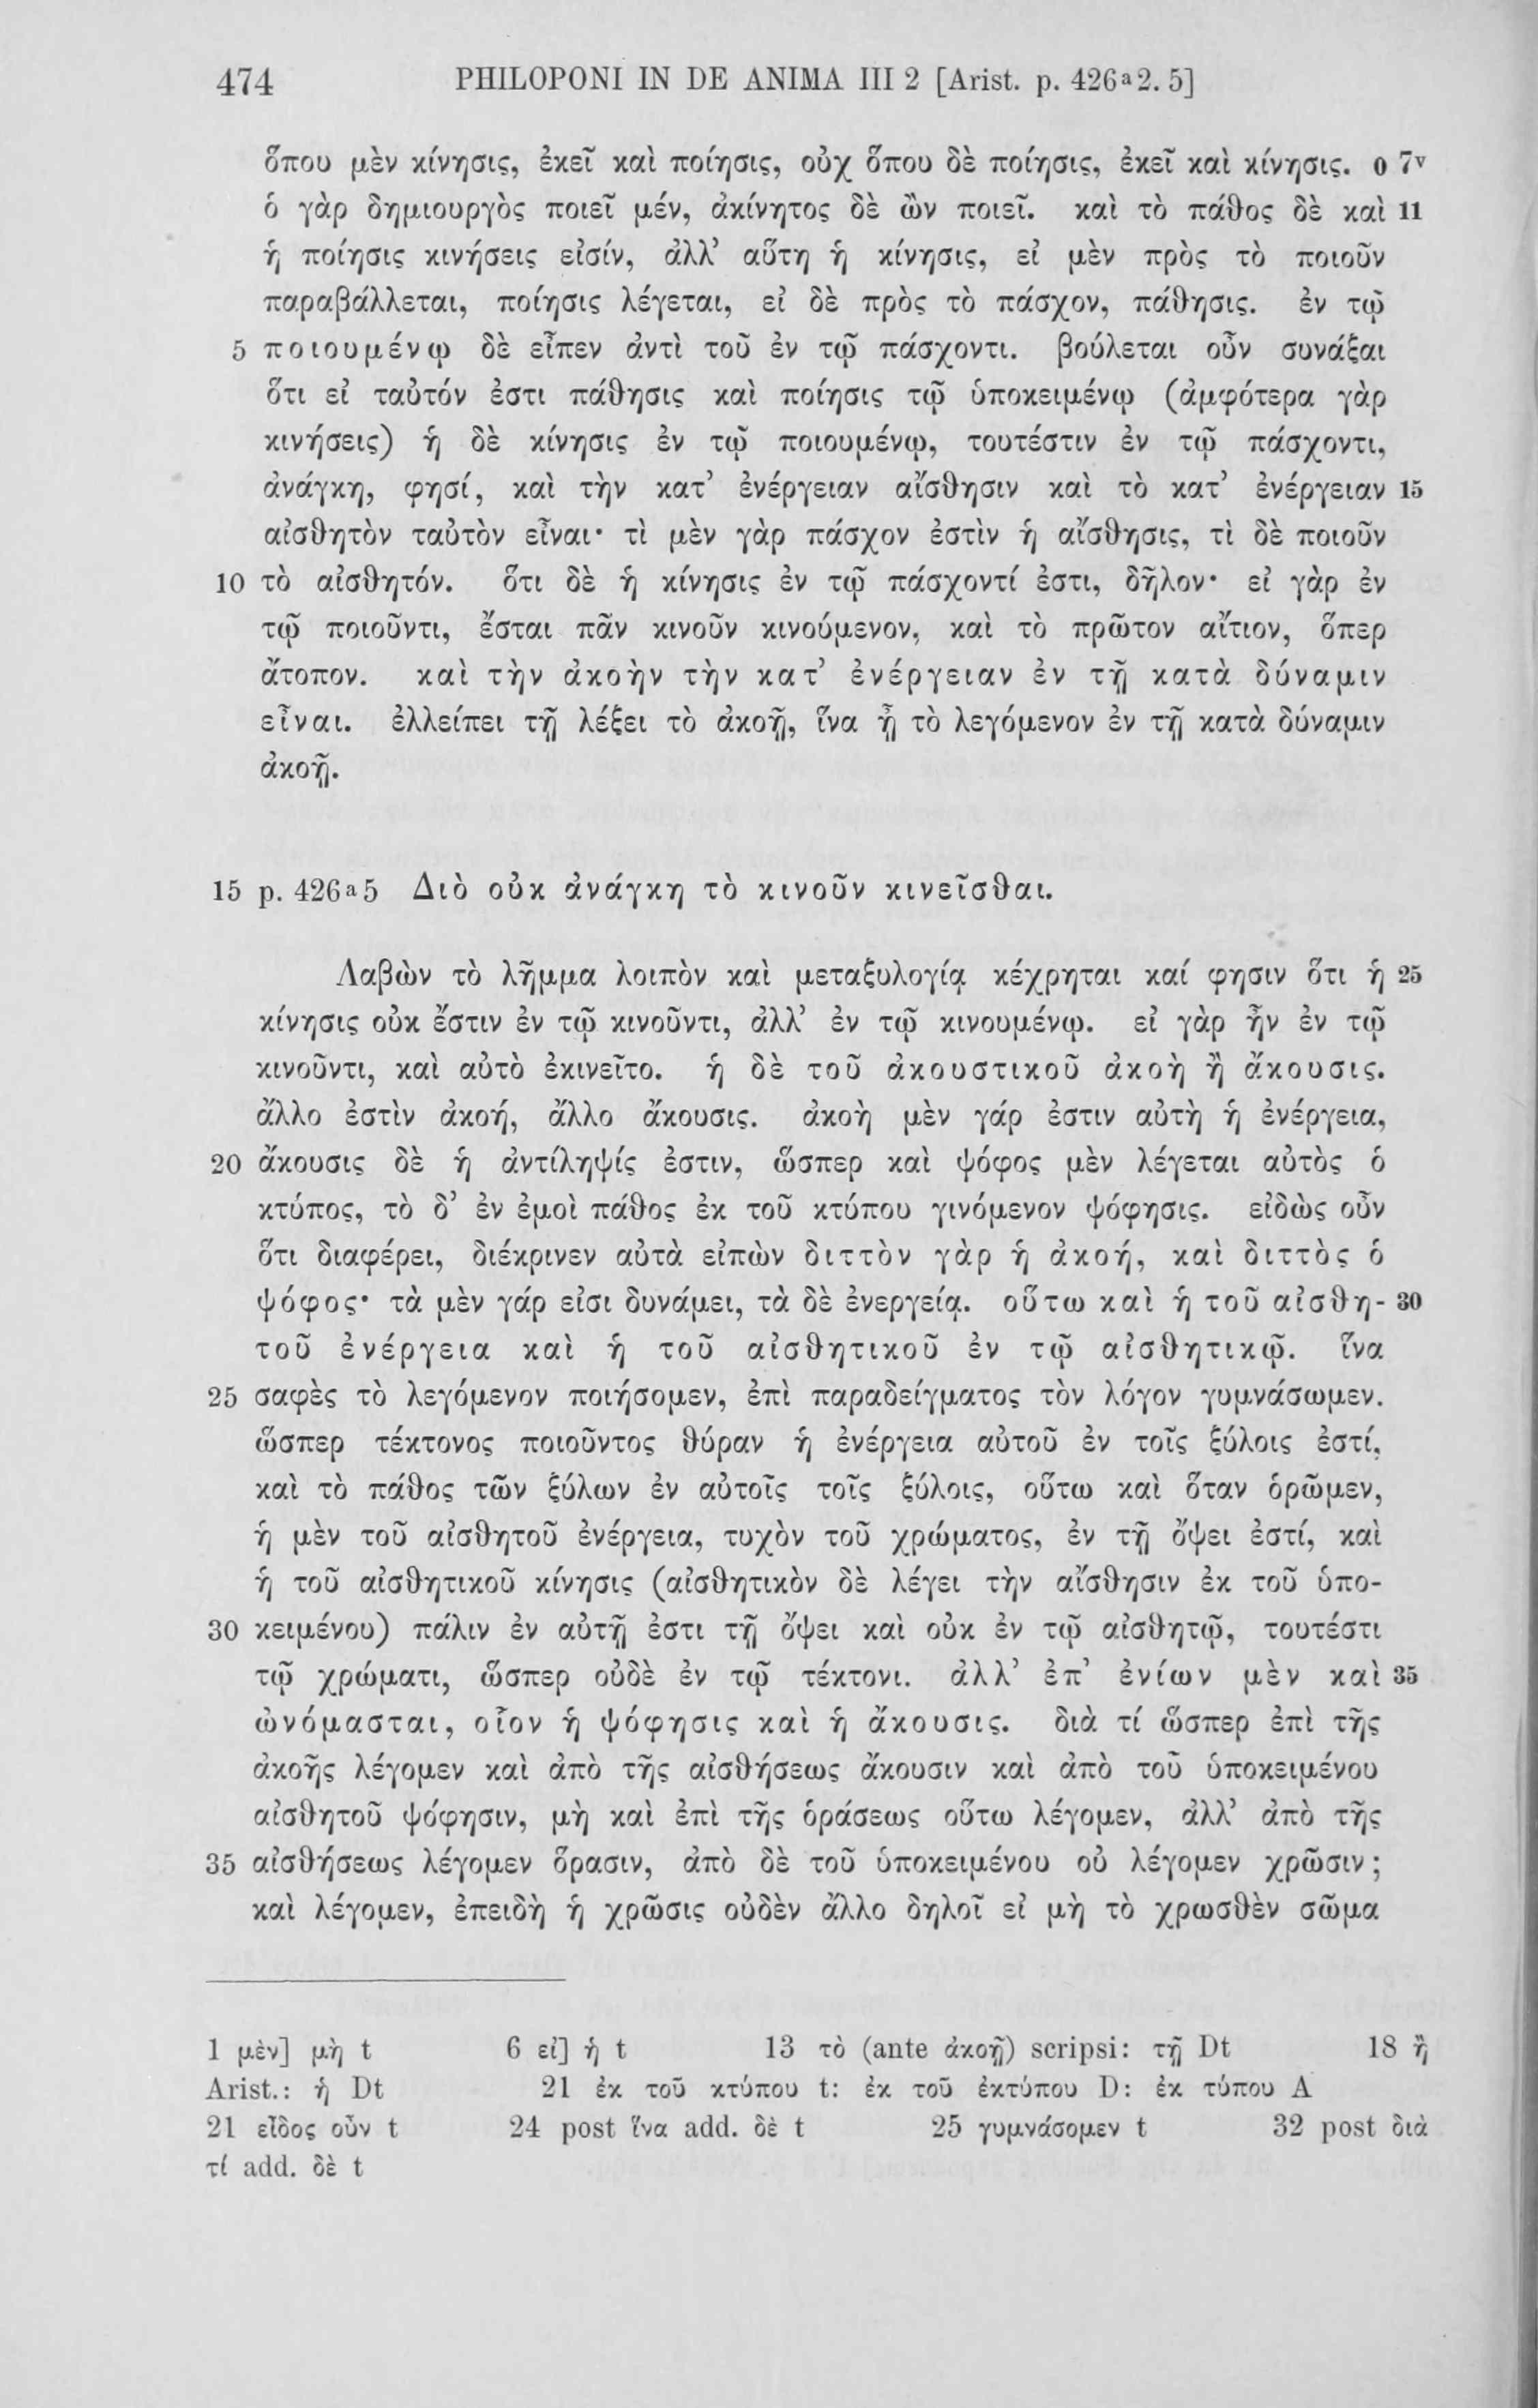 474 PHILOPONI IN DE ANIMA III 2 [Arist. p. 426ᵃ2. 5]
ὅπου μὲν κίνησις, ἐκεῖ καὶ ποίησις, οὐχ ὅπου δὲ ποίησις, ἐκεῖ καὶ κίνησις. o 7ᵛ
ὁ γὰρ δημιουργὸς ποιεῖ μέν, ἀκίνητος δὲ ὢν ποιεῖ. καὶ τὸ πάθος δὲ καὶ 11
ἡ ποίησις κινήσεις εἰσίν, ἀλλ’ αὕτη ἡ κίνησις, εἰ μὲν πρὸς τὸ ποιοῦν
παραβάλλεται, ποίησις λέγεται, εἰ δὲ πρὸς τὸ πάσχον, πάθησις. ἐν τῷ
5 ποιουμένῳ δὲ εἶπεν ἀντὶ τοῦ ἐν τῷ πάσχοντι. βούλεται οὖν συνάξαι
ὅτι εἰ ταὐτόν ἐστι πάθησις καὶ ποίησις τῷ ὑποκειμένῳ (ἀμφότερα γὰρ
κινήσεις) ἡ δὲ κίνησις ἐν τῷ ποιουμένῳ, τουτέστιν ἐν τῷ πάσχοντι,
ἀνάγκη, φησί, καὶ τὴν κατ’ ἐνέργειαν αἴσθησιν καὶ τὸ κατ’ ἐνέργειαν 15
αἰσθητὸν ταὐτὸν εἶναι· τὶ μὲν γὰρ πάσχον ἐστὶν ἡ αἴσθησις, τὶ δὲ ποιοῦν
10 τὸ αἰσθητόν. ὅτι δὲ ἡ κίνησις ἐν τῷ πάσχοντί ἐστι, δῆλον· εἰ γὰρ ἐν
τῷ ποιοῦντι, ἔσται πᾶν κινοῦν κινούμενον, καὶ τὸ πρῶτον αἴτιον, ὅπερ
ἄτοπον. καὶ τὴν ἀκοὴν τὴν κατ’ ἐνέργειαν ἐν τῇ κατὰ δύναμιν
εἶναι. ἐλλείπει τῇ λέξει τὸ ἀκοῇ, ἵνα ᾖ τὸ λεγόμενον ἐν τῇ κατὰ δύναμιν
ἀκοῇ.
15 p. 426ᵃ5 Διὸ οὐκ ἀνάγκη τὸ κινοῦν κινεῖσθαι.
Λαβὼν τὸ λῆμμα λοιπὸν καὶ μεταξυλογίᾳ κέχρηται καί φησιν ὅτι ἡ 25
κίνησις οὐκ ἔστιν ἐν τῷ κινοῦντι, ἀλλ’ ἐν τῷ κινουμένῳ. εἰ γὰρ ἦν ἐν τῷ
κινοῦντι, καὶ αὐτὸ ἐκινεῖτο. ἡ δὲ τοῦ ἀκουστικοῦ ἀκοὴ ἢ ἄκουσις.
ἄλλο ἐστὶν ἀκοή, ἄλλο ἄκουσις. ἀκοὴ μὲν γάρ ἐστιν αὐτὴ ἡ ἐνέργεια,
20 ἄκουσις δὲ ἡ ἀντίληψίς ἐστιν, ὥσπερ καὶ ψόφος μὲν λέγεται αὐτὸς ὁ
κτύπος, τὸ δ’ ἐν ἐμοὶ πάθος ἐκ τοῦ κτύπου γινόμενον ψόφησις. εἰδὼς οὖν
ὅτι διαφέρει, διέκρινεν αὐτὰ εἰπὼν διττὸν γὰρ ἡ ἀκοή, καὶ διττὸς ὁ
ψόφος· τὰ μὲν γάρ εἰσι δυνάμει, τὰ δὲ ἐνεργείᾳ. οὕτω καὶ ἡ τοῦ αἰσθη- 30
τοῦ ἐνέργεια καὶ ἡ τοῦ αἰσθητικοῦ ἐν τῷ αἰσθητικῷ. ἵνα
25 σαφὲς τὸ λεγόμενον ποιήσομεν, ἐπὶ παραδείγματος τὸν λόγον γυμνάσωμεν.
ὥσπερ τέκτονος ποιοῦντος θύραν ἡ ἐνέργεια αὐτοῦ ἐν τοῖς ξύλοις ἐστί,
καὶ τὸ πάθος τῶν ξύλων ἐν αὐτοῖς τοῖς ξύλοις, οὕτω καὶ ὅταν ὁρῶμεν,
ἡ μὲν τοῦ αἰσθητοῦ ἐνέργεια, τυχὸν τοῦ χρώματος, ἐν τῇ ὄψει ἐστί, καὶ
ἡ τοῦ αἰσθητικοῦ κίνησις (αἰσθητικὸν δὲ λέγει τὴν αἴσθησιν ἐκ τοῦ ὑπο-
30 κειμένου) πάλιν ἐν αὐτῇ ἐστι τῇ ὄψει καὶ οὐκ ἐν τῷ αἰσθητῷ, τουτέστι
τῷ χρώματι, ὥσπερ οὐδὲ ἐν τῷ τέκτονι. ἀλλ’ ἐπ’ ἐνίων μὲν καὶ 35
ὠνόμασται, οἷον ἡ ψόφησις καὶ ἡ ἄκουσις. διὰ τί ὥσπερ ἐπὶ τῆς
ἀκοῆς λέγομεν καὶ ἀπὸ τῆς αἰσθήσεως ἄκουσιν καὶ ἀπὸ τοῦ ὑποκειμένου
αἰσθητοῦ ψόφησιν, μὴ καὶ ἐπὶ τῆς ὁράσεως οὕτω λέγομεν, ἀλλ’ ἀπὸ τῆς
35 αἰσθήσεως λέγομεν ὅρασιν, ἀπὸ δὲ τοῦ ὑποκειμένου οὐ λέγομεν χρῶσιν;
καὶ λέγομεν, ἐπειδὴ ἡ χρῶσις οὐδὲν ἄλλο δηλοῖ εἰ μὴ τὸ χρωσθὲν σῶμα
1 μὲν] μὴ t 6 εἰ] ἡ t 13 τὸ (ante ἀκοῇ) scripsi: τῇ Dt 18 ἢ
Arist.: ἡ Dt 21 ἐκ τοῦ κτύπου t: ἐκ τοῦ ἐκτύπου D: ἐκ τύπου A
21 εἶδος οὖν t 24 post ἵνα add. δὲ t 25 γυμνάσομεν t 32 post διὰ
τί add. δὲ t